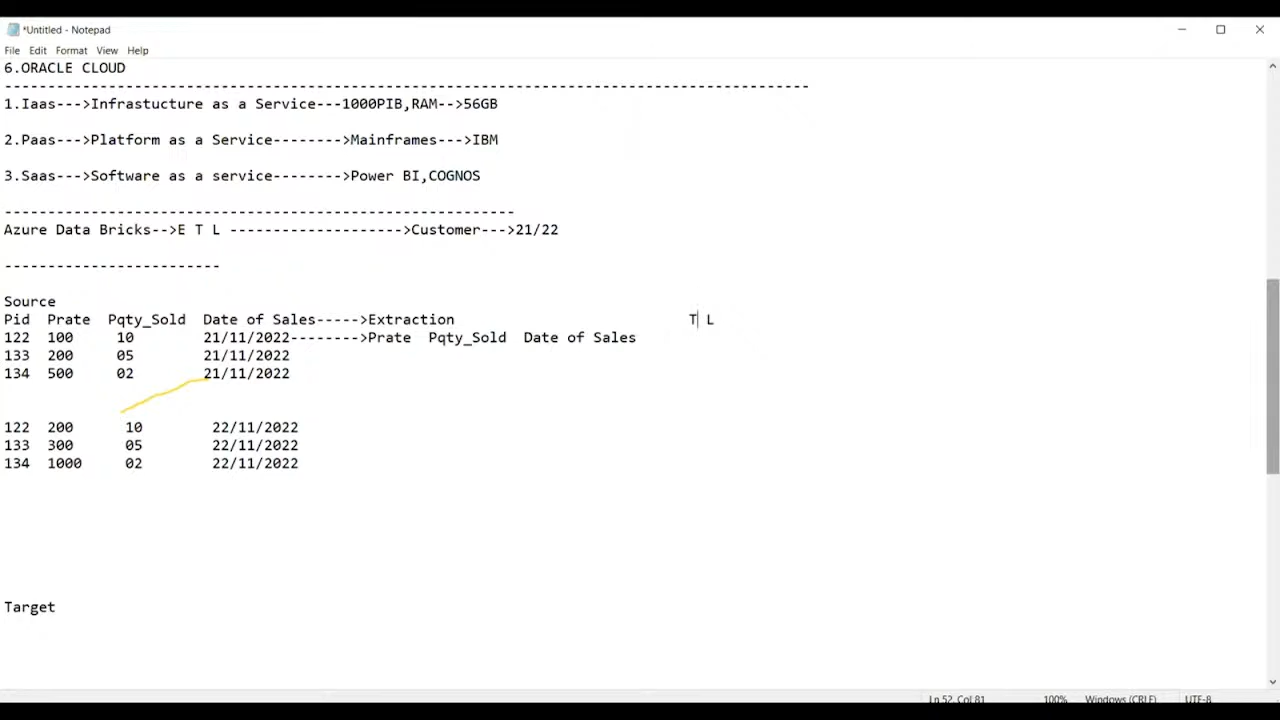 *Untitled - Notepad
File Edit Format View Help
6.ORACLE CLOUD
---------------------------------------------------------------------------------------------
1.Iaas--->Infrastucture as a Service---1000PIB,RAM-->56GB
2.Paas--->Platform as a Service-------->Mainframes--->IBM
3.Saas--->Software as a service-------->Power BI,COGNOS
-----------------------------------------------------------
Azure Data Bricks-->E T L -------------------->Customer--->21/22
-------------------------
Source
Pid Prate Pqty_Sold Date of Sales----->Extraction T L
122 100 10 21/11/2022-------->Prate Pqty_Sold Date of Sales
133 200 05 21/11/2022
134 500 02 21/11/2022
122 200 10 22/11/2022
133 300 05 22/11/2022
134 1000 02 22/11/2022
Target
Ln 52, Col 81 100% Windows (CRLF) UTF-8